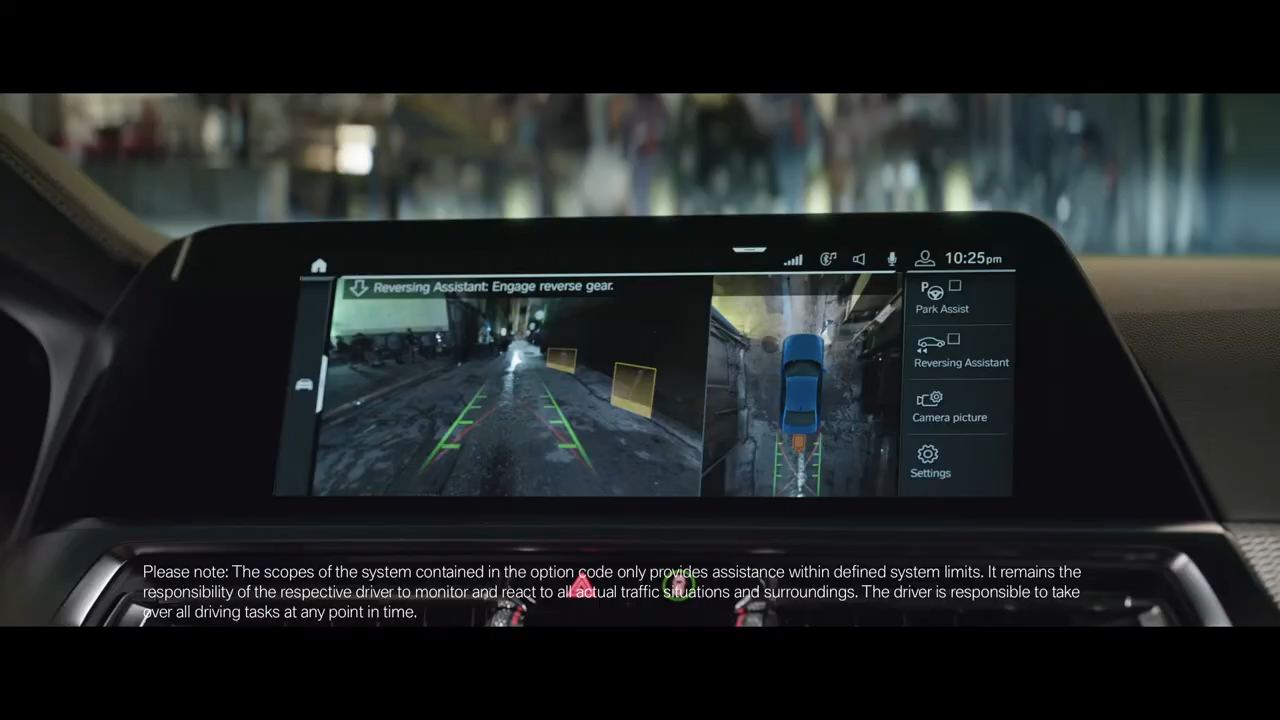 10:25pm
Reversing Assistant: Engage reverse gear.
P
Park Assist
Reversing Assistant
Camera picture
Settings
Please note: The scopes of the system contained in the option code only provides assistance within defined system limits. It remains the
responsibility of the respective driver to monitor and react to all actual traffic situations and surroundings. The driver is responsible to take
over all driving tasks at any point in time.